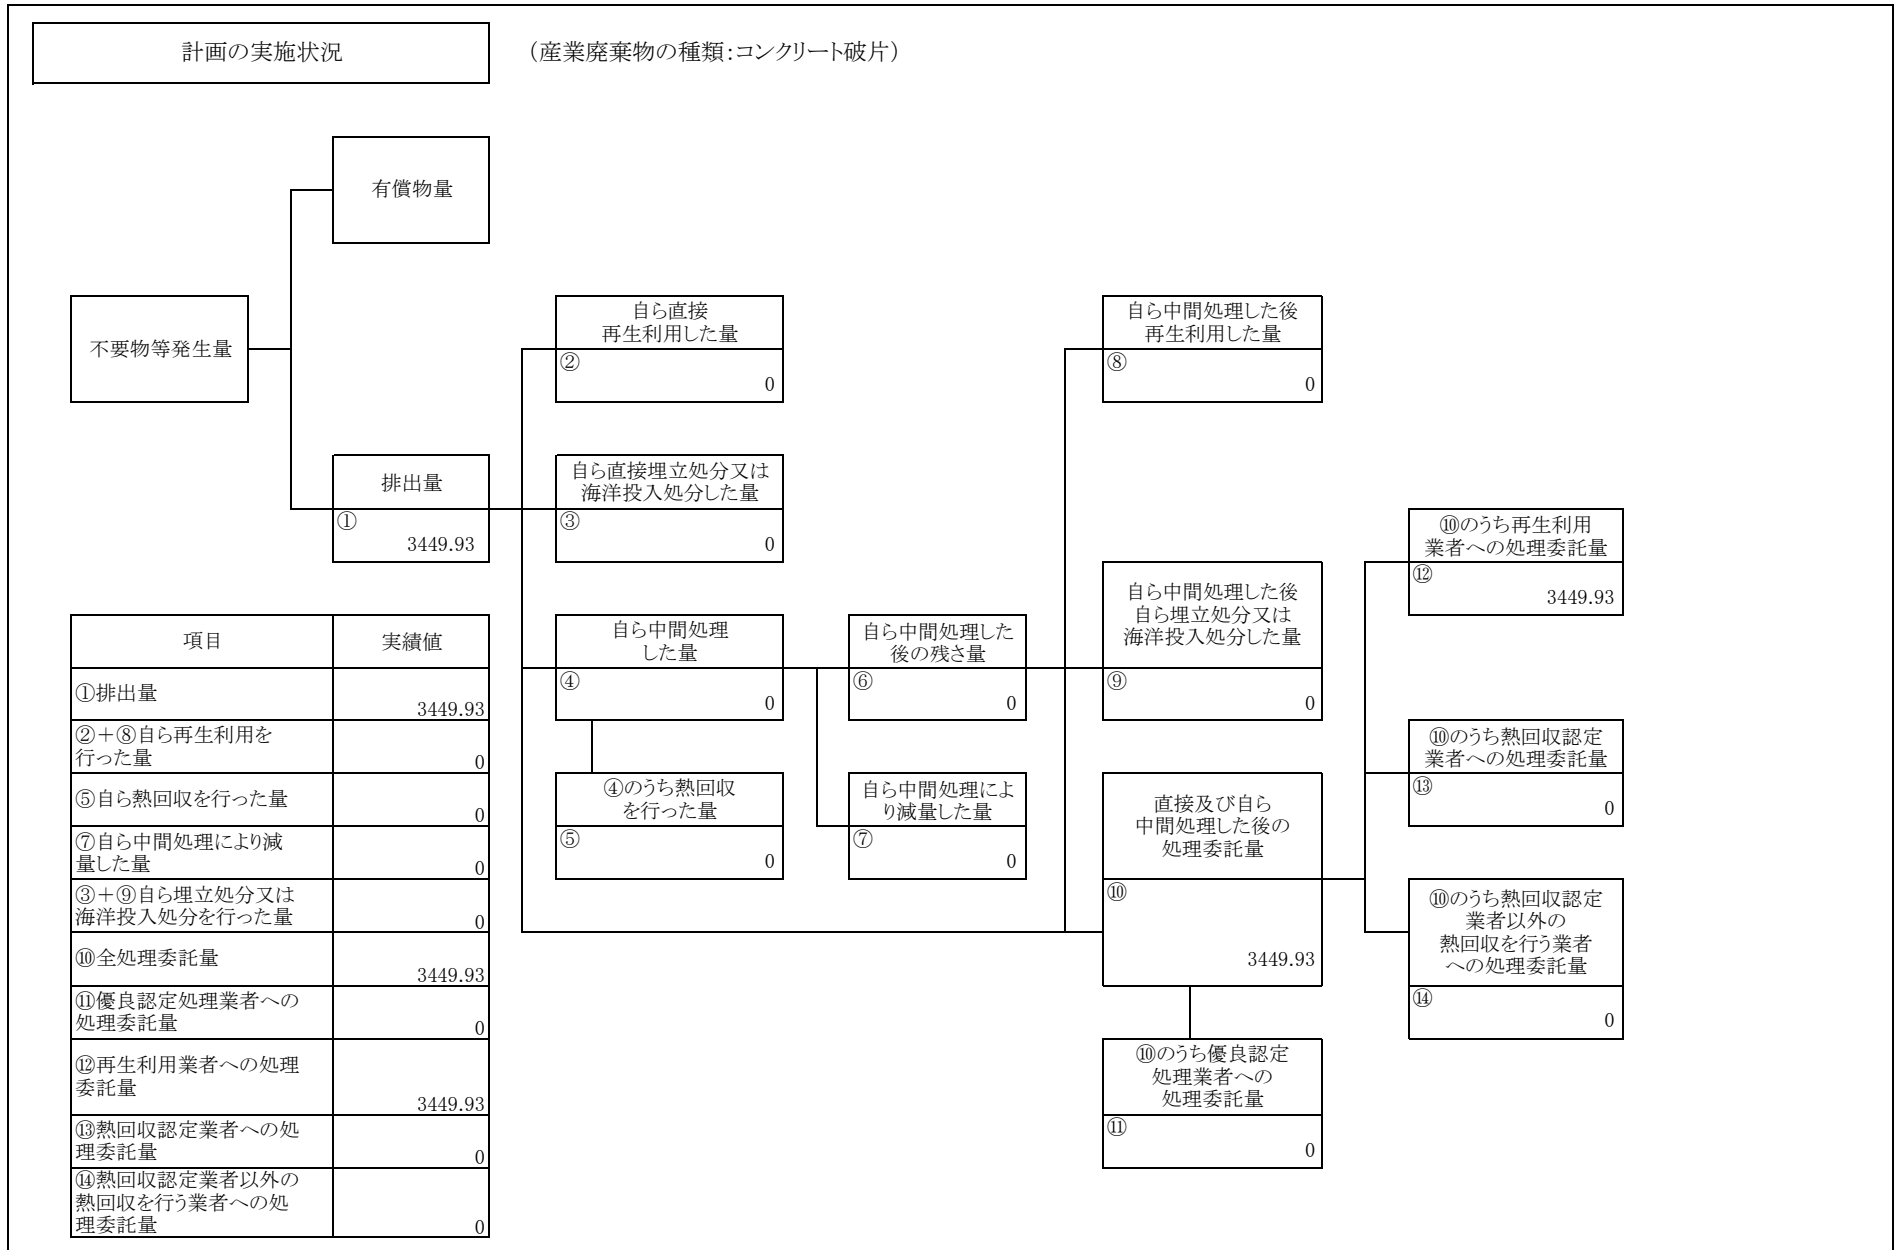 計画の実施状況
（産業廃棄物の種類：コンクリート破片）
有償物量
不要物等発生量
排出量
①
3449.93
自ら直接
再生利用した量
②
0
自ら直接埋立処分又は
海洋投入処分した量
③
0
自ら中間処理
した量
④
0
④のうち熱回収
を行った量
⑤
0
自ら中間処理した
後の残さ量
⑥
0
自ら中間処理によ
り減量した量
⑦
0
自ら中間処理した後
再生利用した量
⑧
0
自ら中間処理した後
自ら埋立処分又は
海洋投入処分した量
⑨
0
直接及び自ら
中間処理した後の
処理委託量
⑩
3449.93
⑩のうち優良認定
処理業者への
処理委託量
⑪
0
⑩のうち再生利用
業者への処理委託量
⑫
3449.93
⑩のうち熱回収認定
業者への処理委託量
⑬
0
⑩のうち熱回収認定
業者以外の
熱回収を行う業者
への処理委託量
⑭
0
項目 実績値
①排出量
3449.93
②＋⑧自ら再生利用を
行った量
0
⑤自ら熱回収を行った量
0
⑦自ら中間処理により減
量した量
0
③＋⑨自ら埋立処分又は
海洋投入処分を行った量
0
⑩全処理委託量
3449.93
⑪優良認定処理業者への
処理委託量
0
⑫再生利用業者への処理
委託量
3449.93
⑬熱回収認定業者への処
理委託量
0
⑭熱回収認定業者以外の
熱回収を行う業者への処
理委託量
0